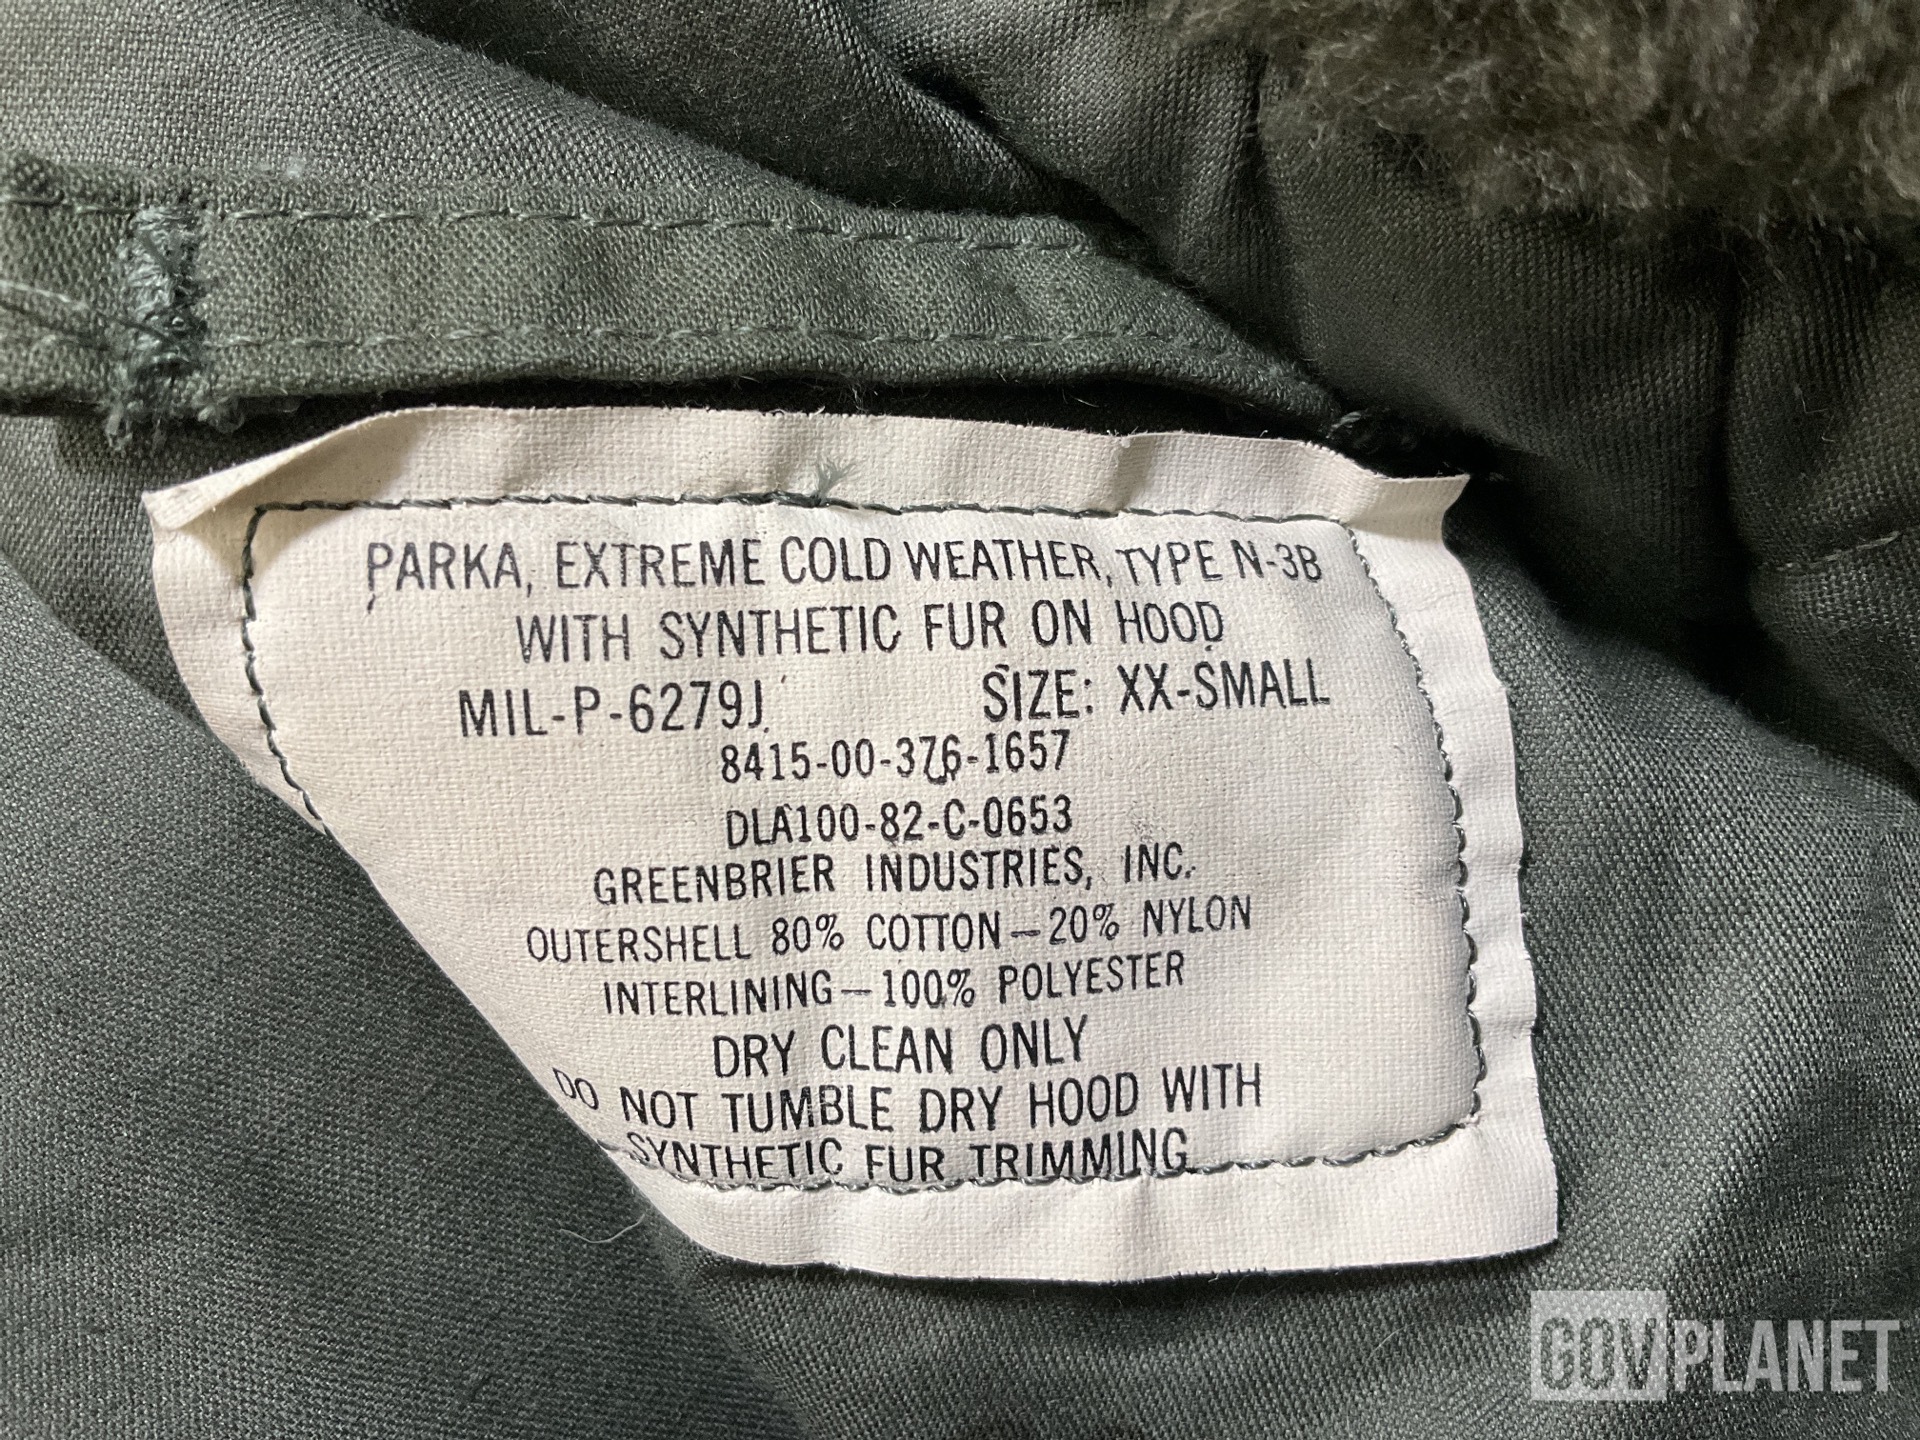 PARKA, EXTREME COLD WEATHER, TYPE N-3B
WITH SYNTHETIC FUR ON HOOD
MIL-P-6279J SIZE: XX-SMALL
8415-00-376-1657
DLA100-82-C-0653
GREENBRIER INDUSTRIES, INC.
OUTERSHELL 80% COTTON—20% NYLON
INTERLINING—100% POLYESTER
DRY CLEAN ONLY
DO NOT TUMBLE DRY HOOD WITH
SYNTHETIC FUR TRIMMING
GOVPLANET